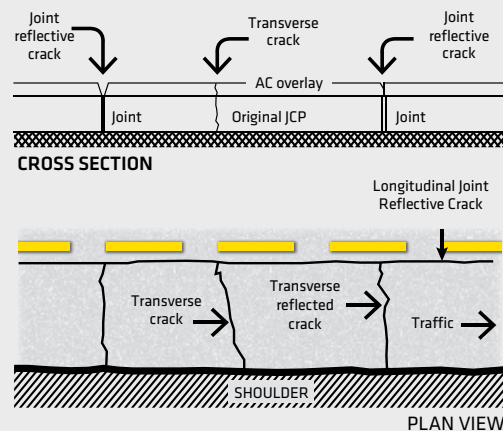 Joint
reflective
crack
Transverse
crack
Joint
reflective
crack
AC overlay
Joint
Original JCP
Joint
CROSS SECTION
Longitudinal Joint
Reflective Crack
Transverse
crack
Transverse
reflected
crack
Traffic
SHOULDER
PLAN VIEW